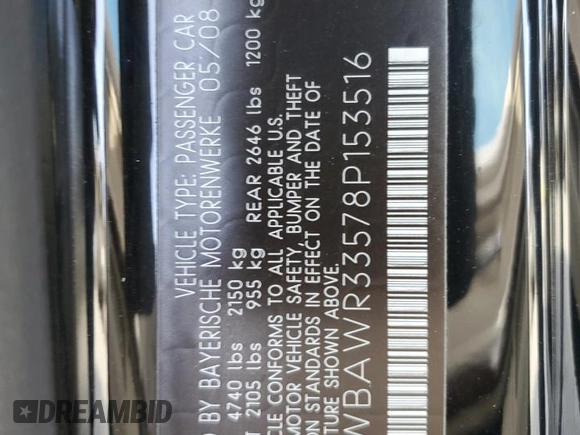 VEHICLE TYPE: PASSENGER CAR
D BY BAYERISCHE MOTORENWERKE 05/08
4740 lbs 2150 kg
T 2105 lbs 955 kg REAR 2646 lbs 1200 kg
CLE CONFORMS TO ALL APPLICABLE U.S.
MOTOR VEHICLE SAFETY, BUMPER AND THEFT
ON STANDARDS IN EFFECT ON THE DATE OF
TURE SHOWN ABOVE.
WBAWR33578P153516
DREAMBID